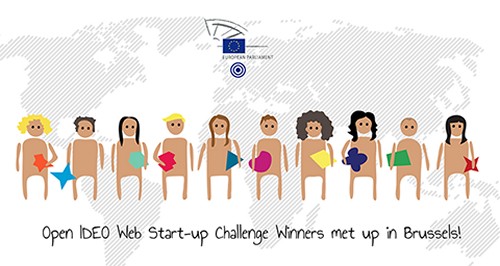 EUROPEAN PARLIAMENT
Open IDEO Web Start-up Challenge Winners met up in Brussels!